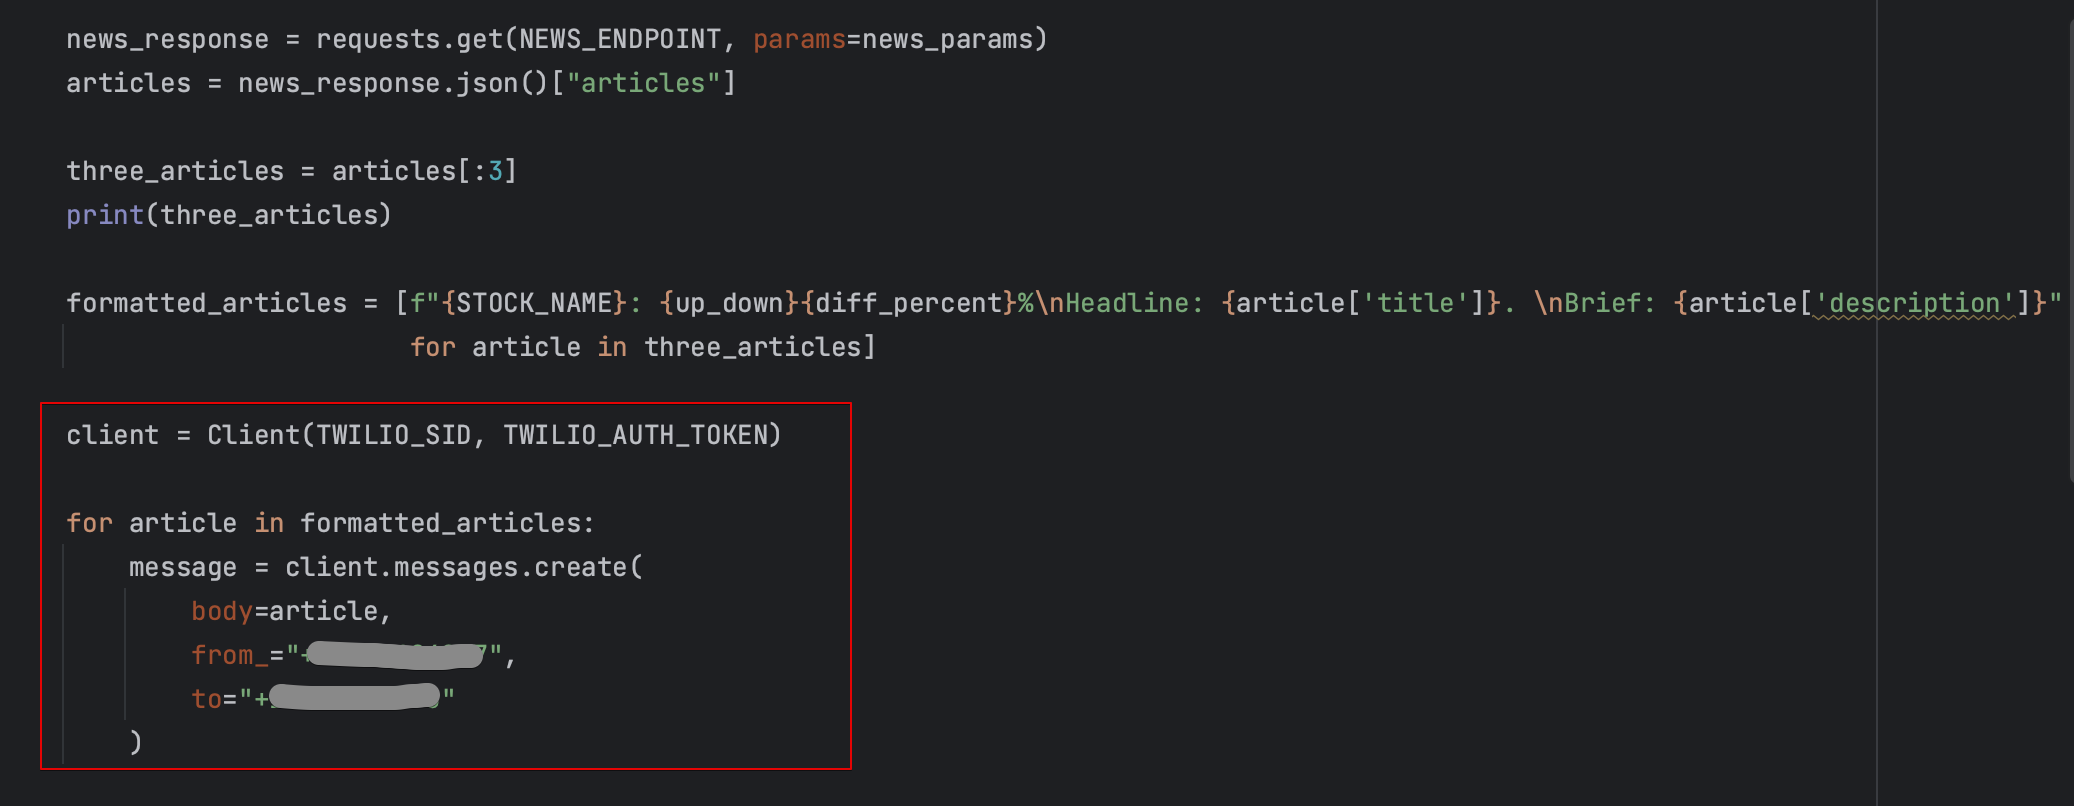 news_response = requests.get(NEWS_ENDPOINT, params=news_params)
articles = news_response.json()["articles"]
three_articles = articles[:3]
print(three_articles)
formatted_articles = [f"{STOCK_NAME}: {up_down}{diff_percent}%\nHeadline: {article['title']}. \nBrief: {article['description']}"
for article in three_articles]
client = Client(TWILIO_SID, TWILIO_AUTH_TOKEN)
for article in formatted_articles:
message = client.messages.create(
body=article,
from_="+",
to="+"
)